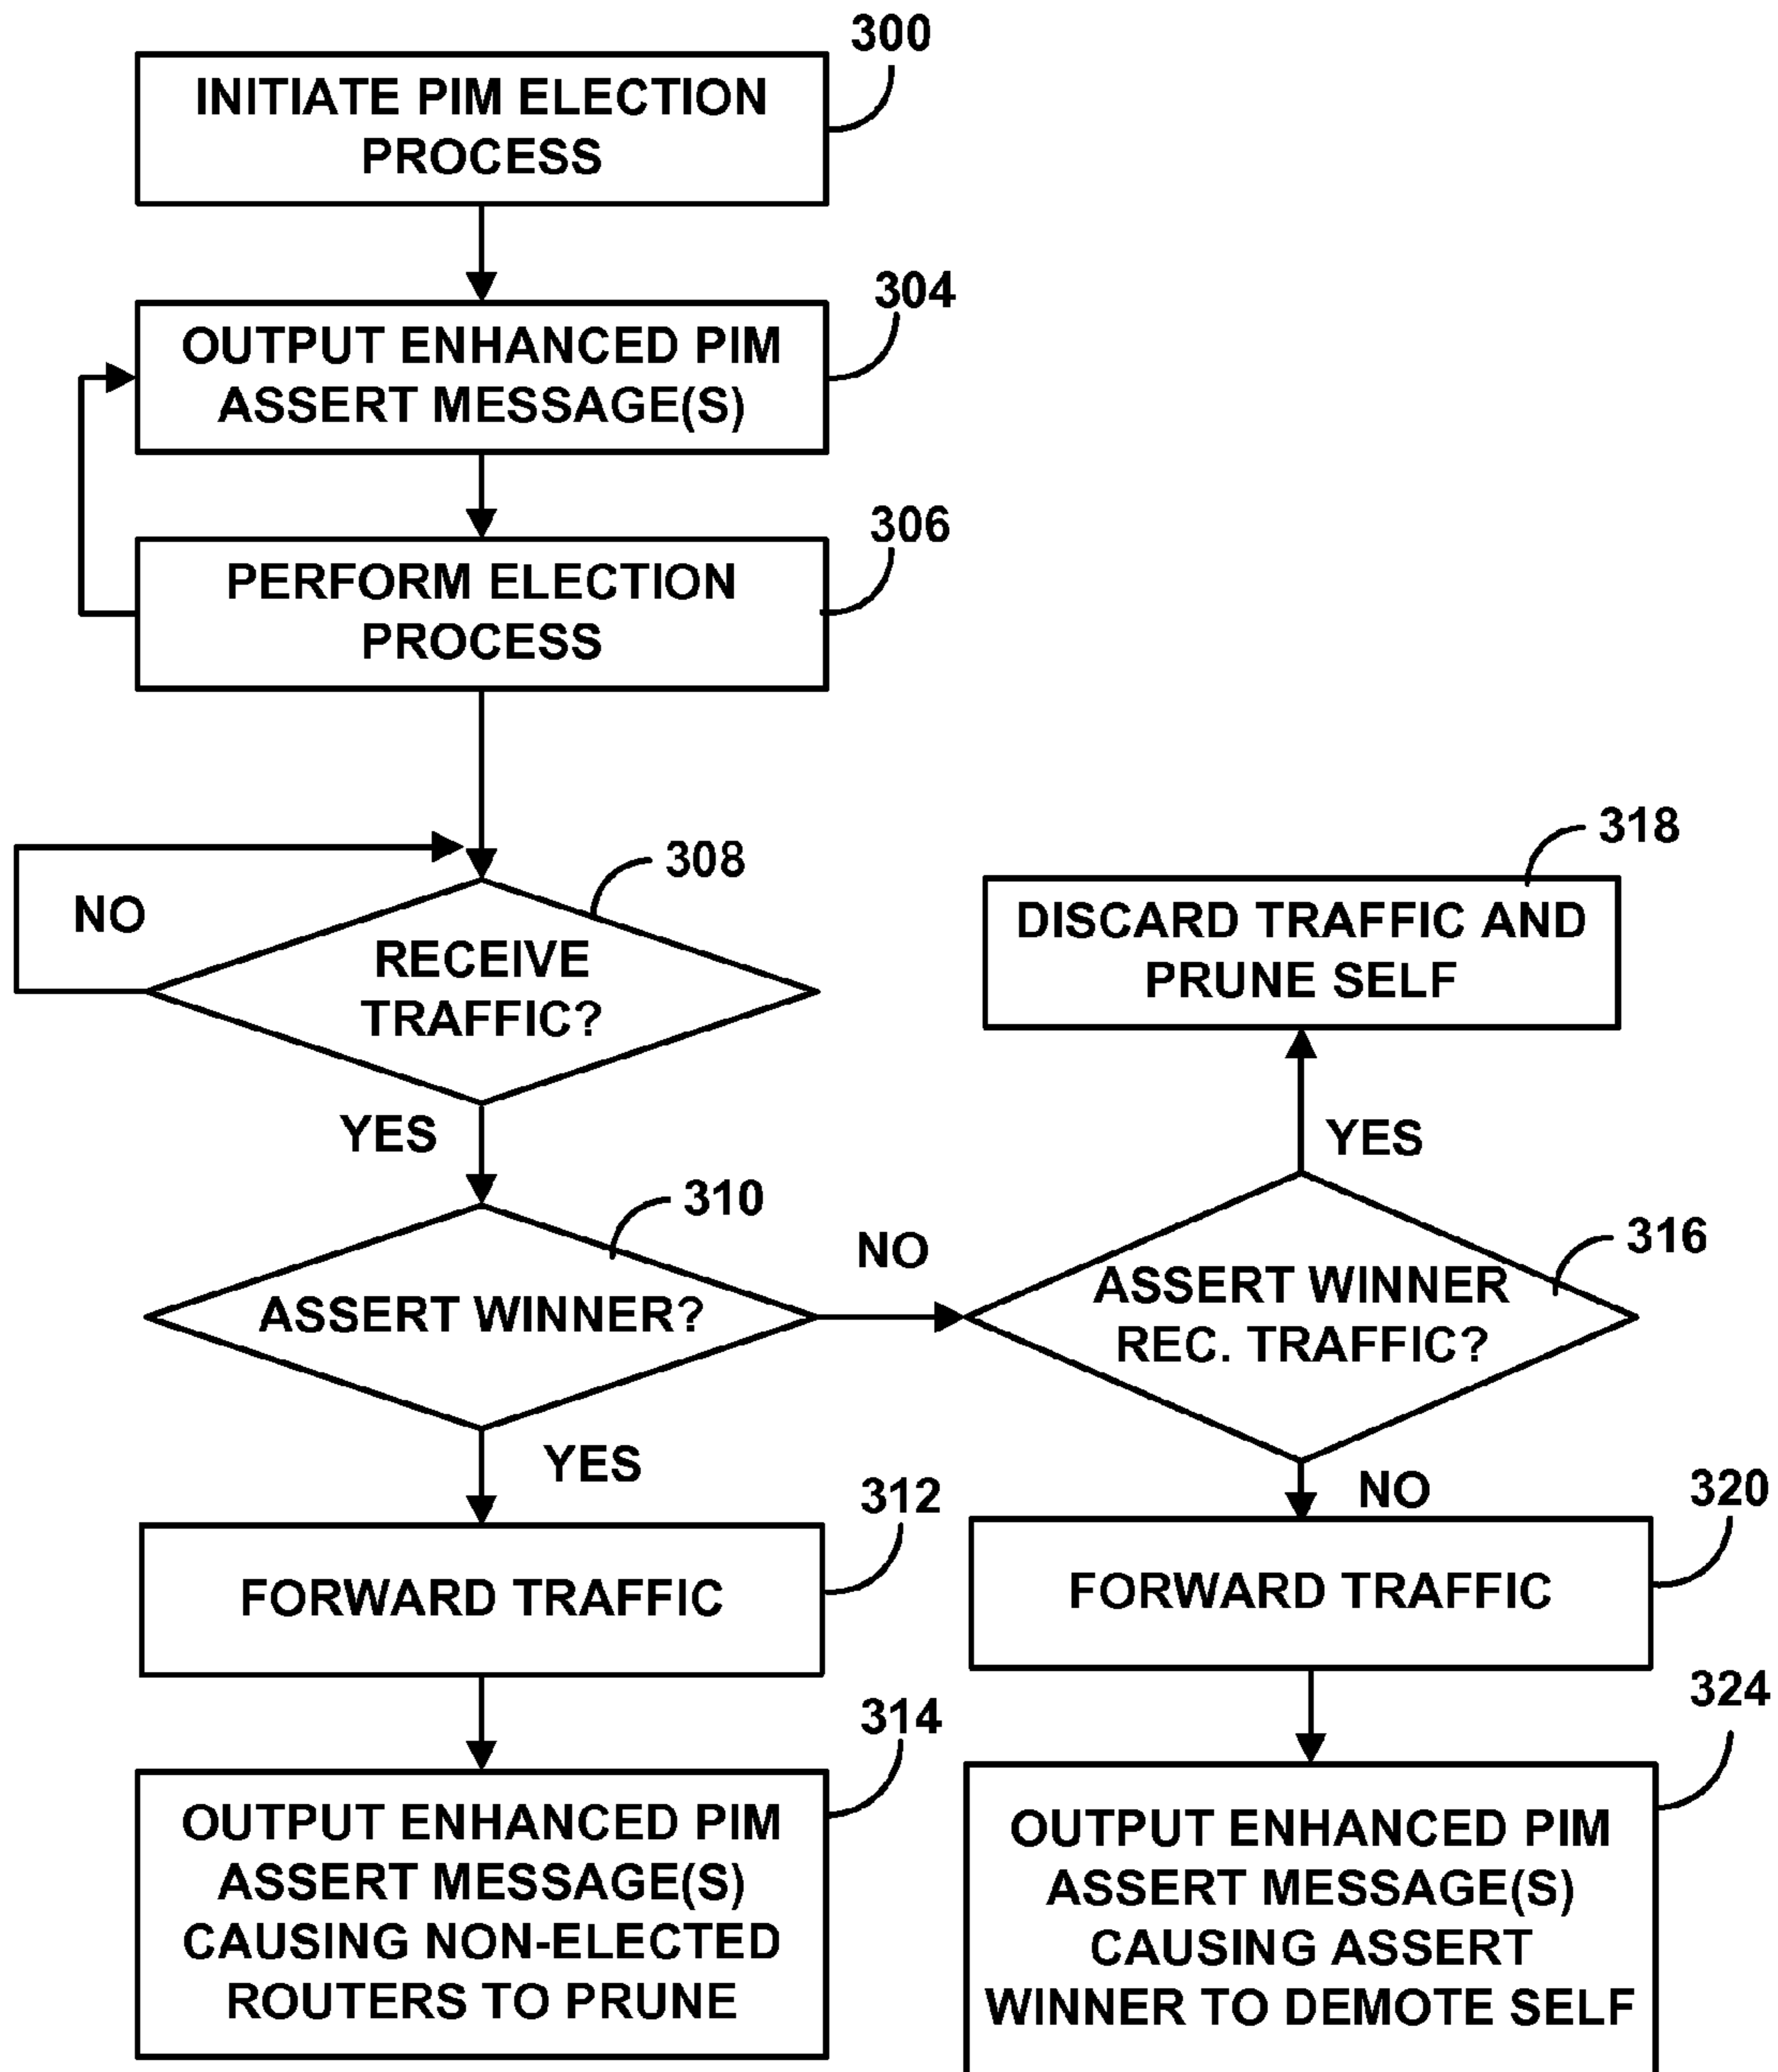 300
INITIATE PIM ELECTION
PROCESS
304
OUTPUT ENHANCED PIM
ASSERT MESSAGE(S)
306
PERFORM ELECTION
PROCESS
308
NO
RECEIVE
TRAFFIC?
YES
318
DISCARD TRAFFIC AND
PRUNE SELF
YES
310
ASSERT WINNER?
NO
316
ASSERT WINNER
REC. TRAFFIC?
YES
312
FORWARD TRAFFIC
NO
320
FORWARD TRAFFIC
314
OUTPUT ENHANCED PIM
ASSERT MESSAGE(S)
CAUSING NON-ELECTED
ROUTERS TO PRUNE
324
OUTPUT ENHANCED PIM
ASSERT MESSAGE(S)
CAUSING ASSERT
WINNER TO DEMOTE SELF